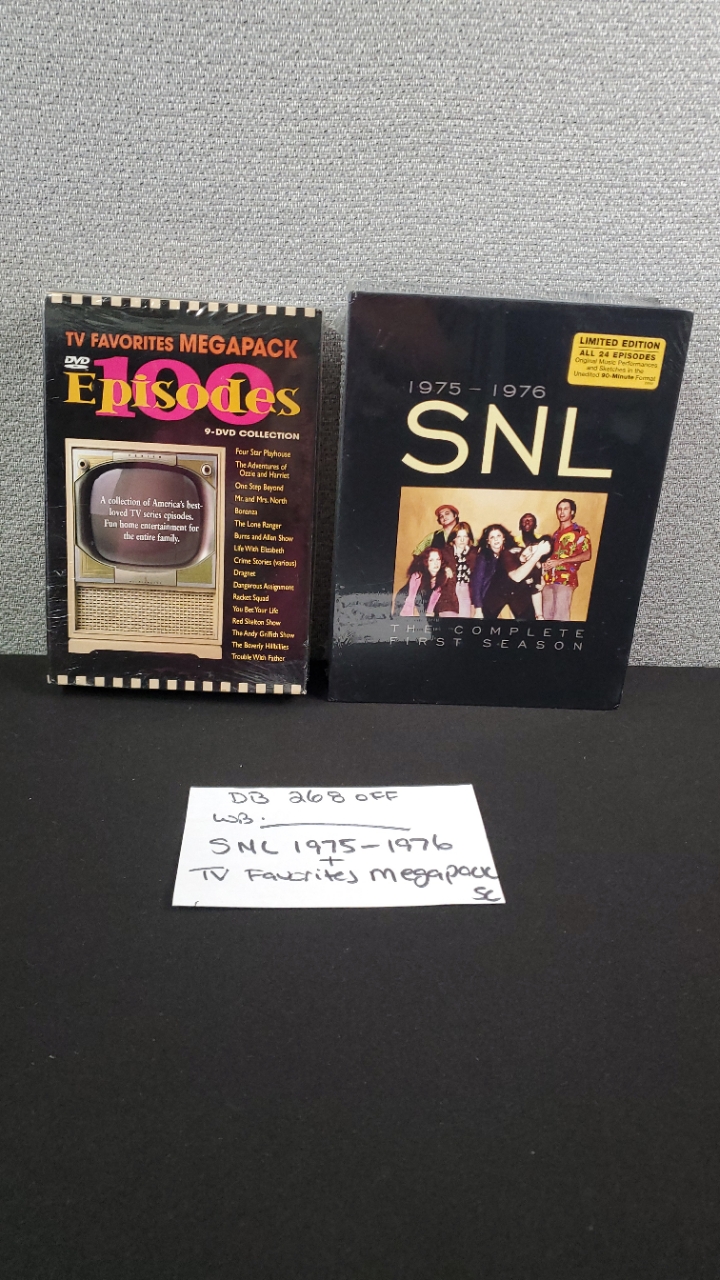 TV FAVORITES MEGAPACK
DVD
100
Episodes
9-DVD COLLECTION
A collection of America's best-
loved TV series episodes.
Fun home entertainment for
the entire family.
Four Star Playhouse
The Adventures of
Ozzie and Harriet
One Step Beyond
Mr. and Mrs. North
Bonanza
The Lone Ranger
Burns and Allen Show
Life With Elizabeth
Crime Stories (various)
Dragnet
Dangerous Assignment
Racket Squad
You Bet Your Life
Red Skelton Show
The Andy Griffith Show
The Beverly Hillbillies
Trouble With Father
LIMITED EDITION
ALL 24 EPISODES
Original Music Performances
and Sketches in the
Unedited 90-Minute Format
1975 – 1976
SNL
THE COMPLETE
FIRST SEASON
DB 268 OFF
WB:
SNL 1975-1976
+
TV Favorites Megapack
SC